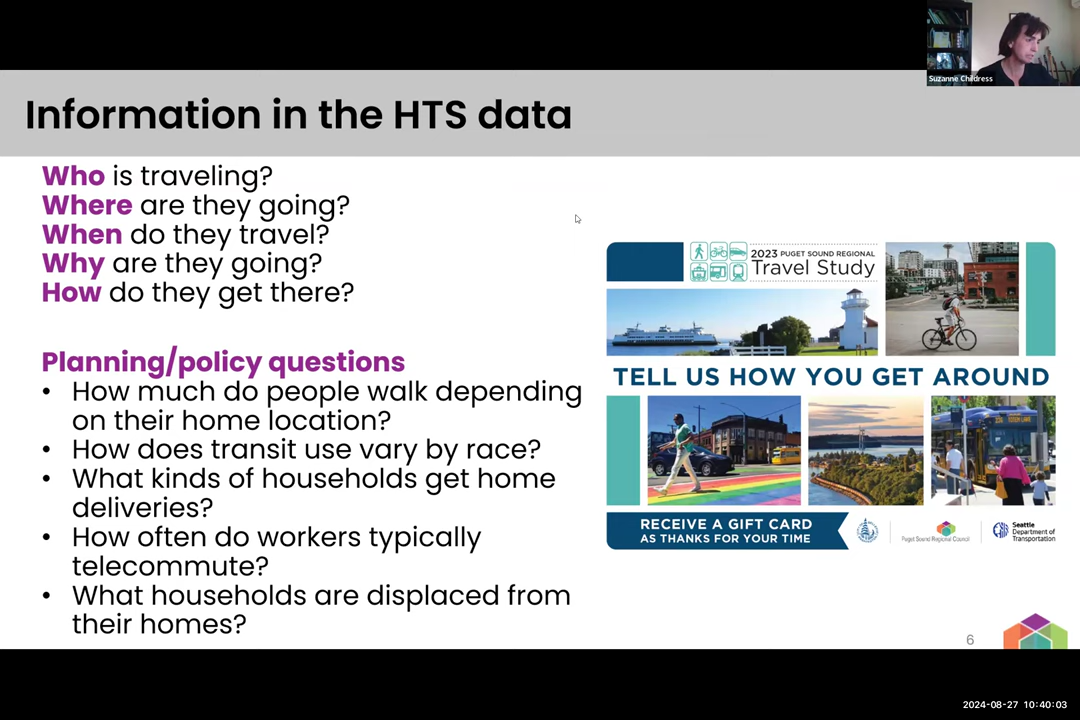 Suzanne Childress
Information in the HTS data
Who is traveling?
Where are they going?
When do they travel?
Why are they going?
How do they get there?
Planning/policy questions
• How much do people walk depending
on their home location?
• How does transit use vary by race?
• What kinds of households get home
deliveries?
• How often do workers typically
telecommute?
• What households are displaced from
their homes?
2023 PUGET SOUND REGIONAL
Travel Study
TELL US HOW YOU GET AROUND
RECEIVE A GIFT CARD
AS THANKS FOR YOUR TIME
Puget Sound Regional Council
Seattle
Department of
Transportation
6
2024-08-27 10:40:03